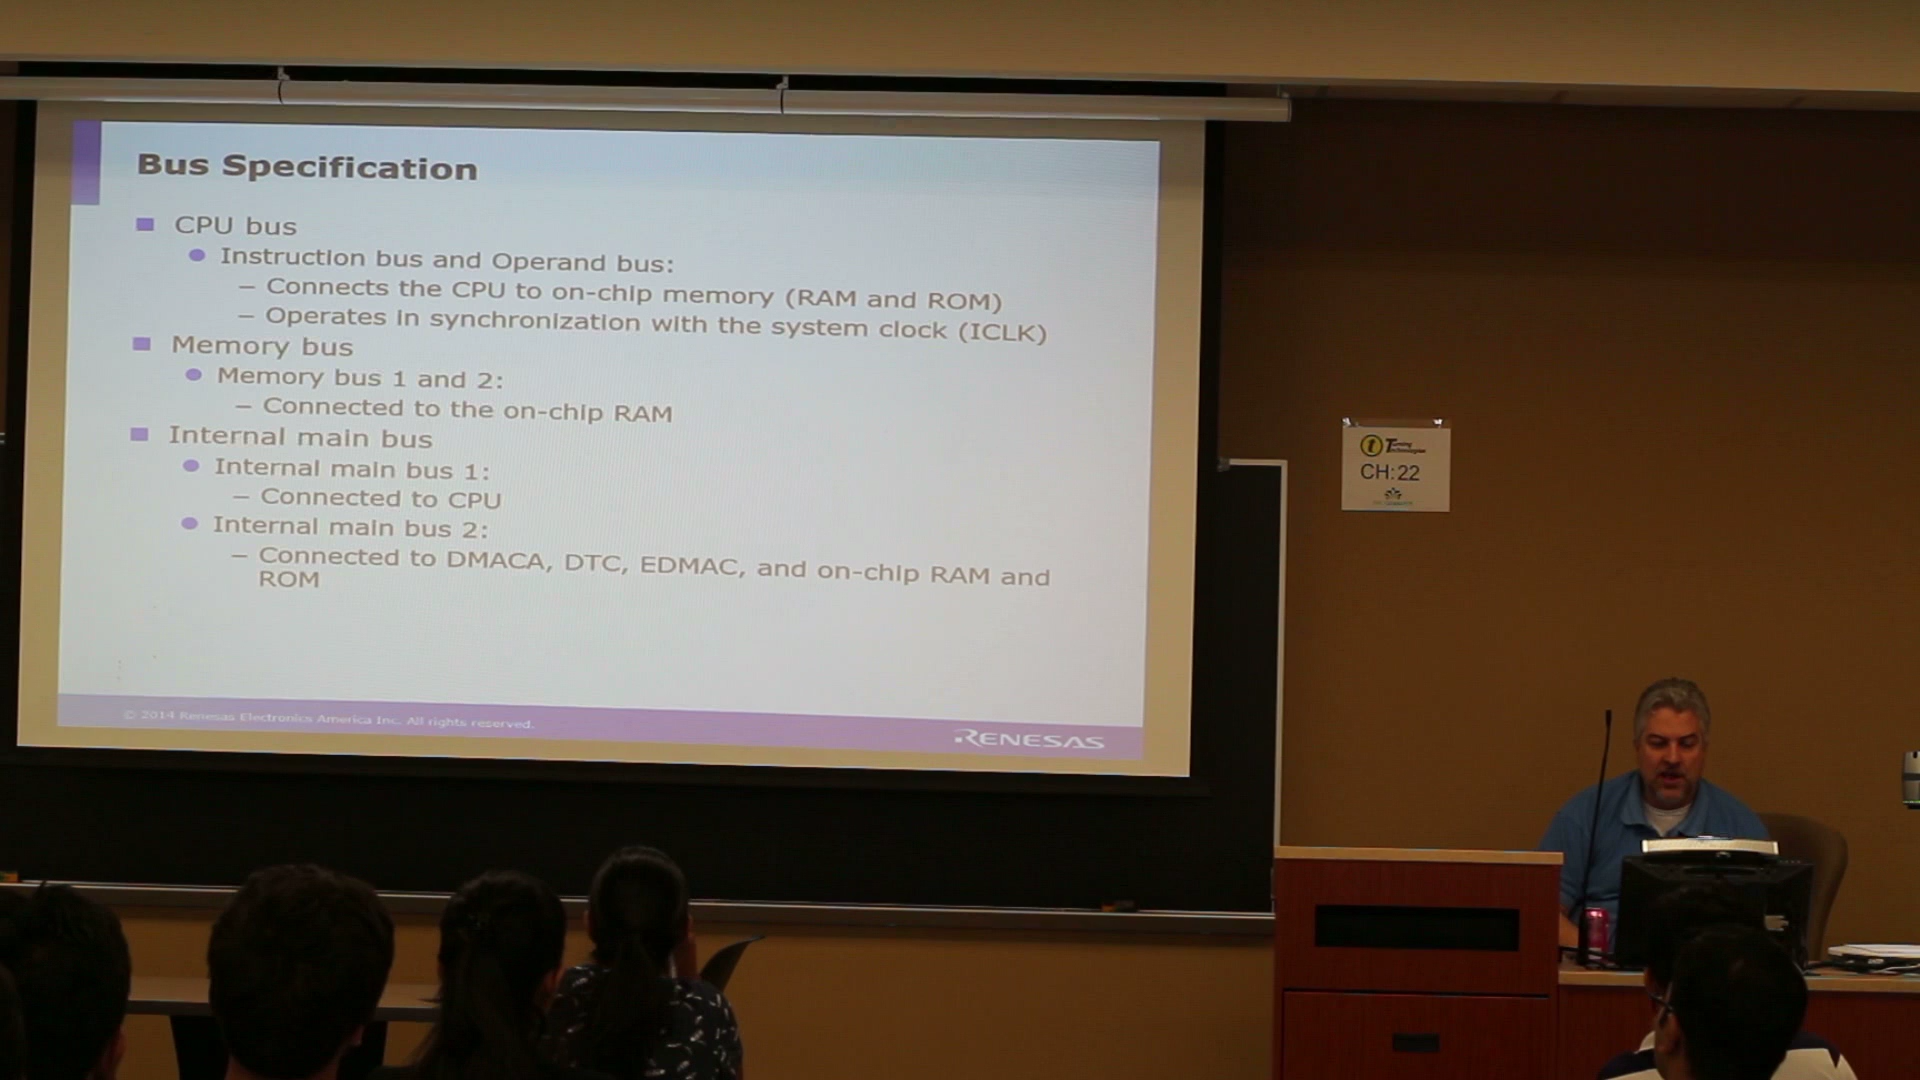 Bus Specification
CPU bus
Instruction bus and Operand bus:
– Connects the CPU to on-chip memory (RAM and ROM)
– Operates in synchronization with the system clock (ICLK)
Memory bus
Memory bus 1 and 2:
– Connected to the on-chip RAM
Internal main bus
Internal main bus 1:
– Connected to CPU
Internal main bus 2:
– Connected to DMACA, DTC, EDMAC, and on-chip RAM and
ROM
© 2014 Renesas Electronics America Inc. All rights reserved.
RENESAS
Turning
Technologies
CH:22